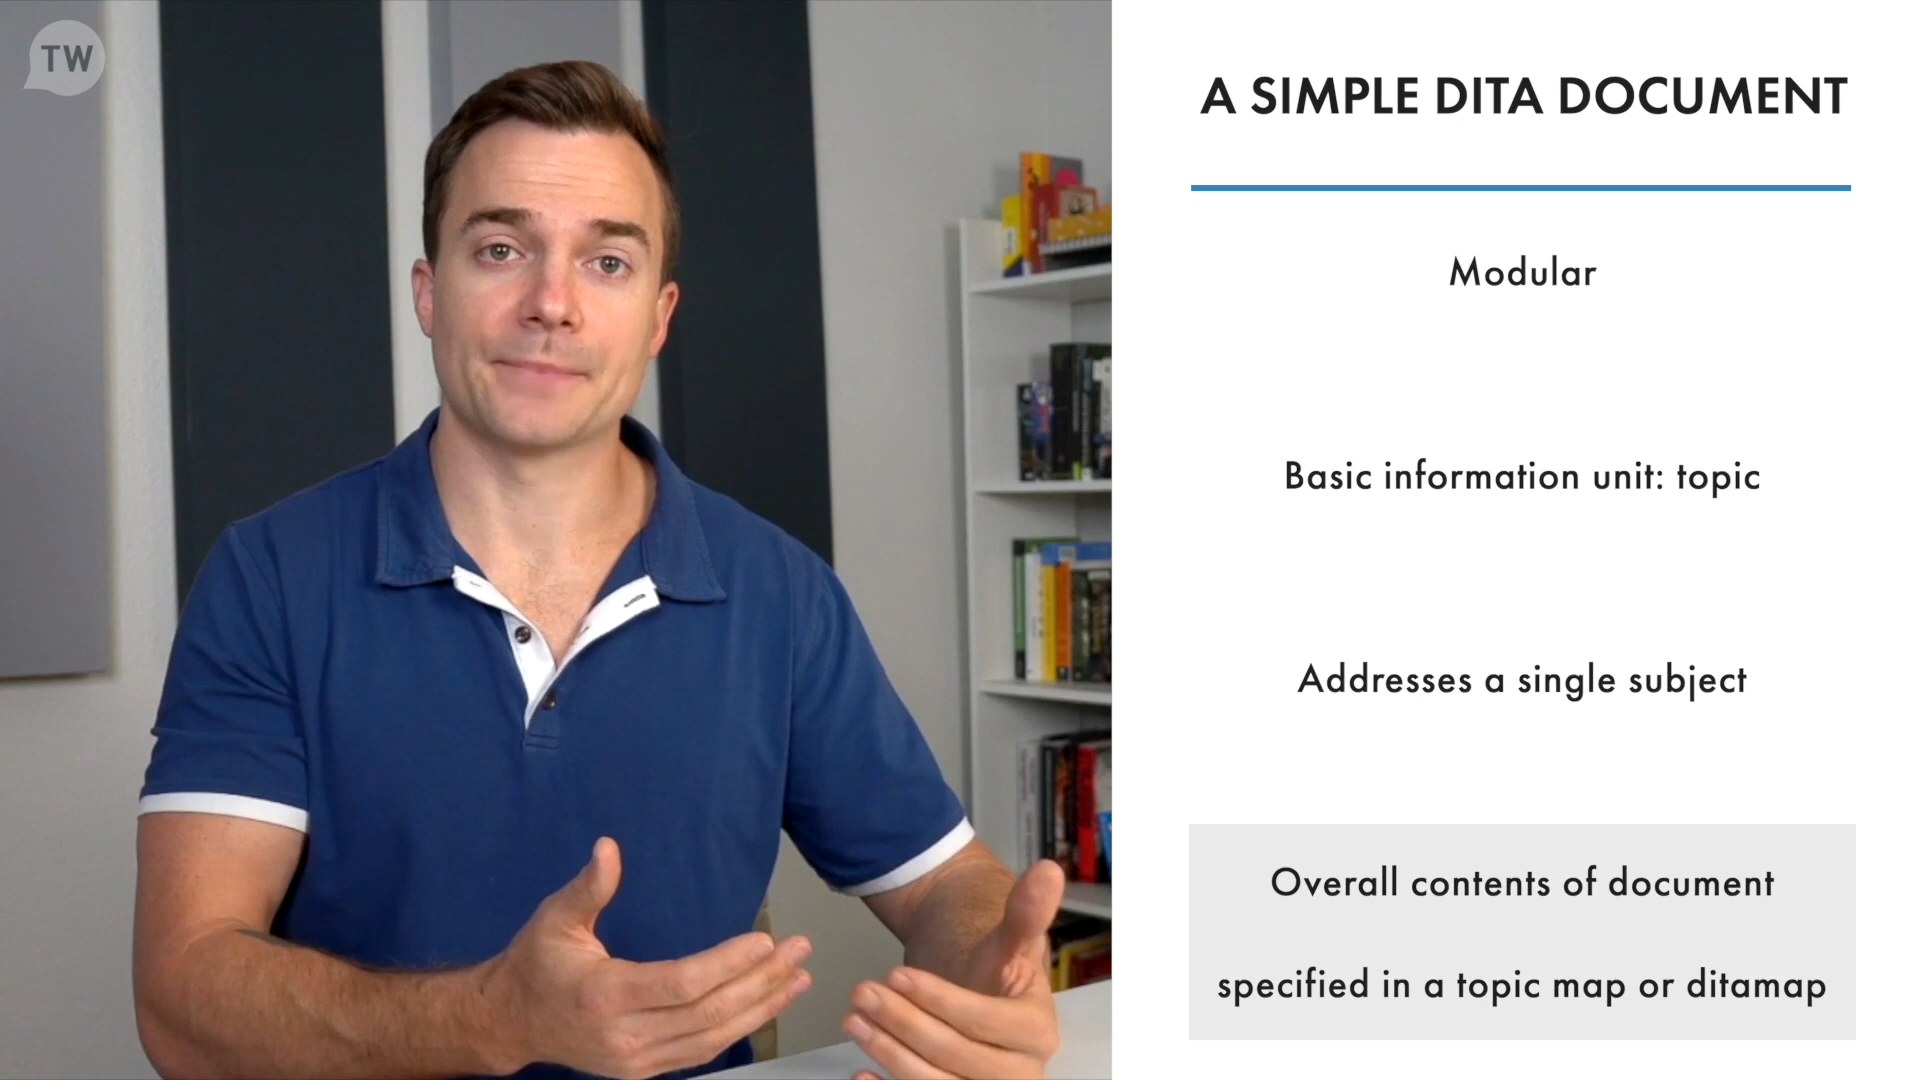 TW
A SIMPLE DITA DOCUMENT
Modular
Basic information unit: topic
Addresses a single subject
Overall contents of document
specified in a topic map or ditamap